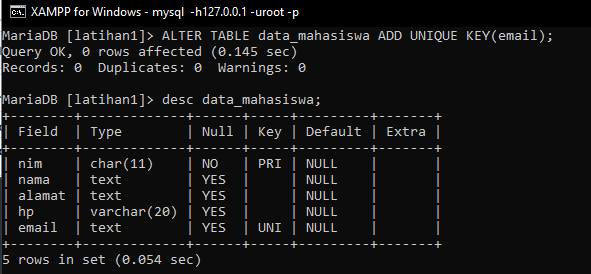 XAMPP for Windows - mysql -h127.0.0.1 -uroot -p
MariaDB [latihan1]> ALTER TABLE data_mahasiswa ADD UNIQUE KEY(email);
Query OK, 0 rows affected (0.145 sec)
Records: 0  Duplicates: 0  Warnings: 0
MariaDB [latihan1]> desc data_mahasiswa;
+--------+-------------+------+-----+---------+-------+
| Field  | Type        | Null | Key | Default | Extra |
+--------+-------------+------+-----+---------+-------+
| nim    | char(11)    | NO   | PRI | NULL    |       |
| nama   | text        | YES  |     | NULL    |       |
| alamat | text        | YES  |     | NULL    |       |
| hp     | varchar(20) | YES  |     | NULL    |       |
| email  | text        | YES  | UNI | NULL    |       |
+--------+-------------+------+-----+---------+-------+
5 rows in set (0.054 sec)